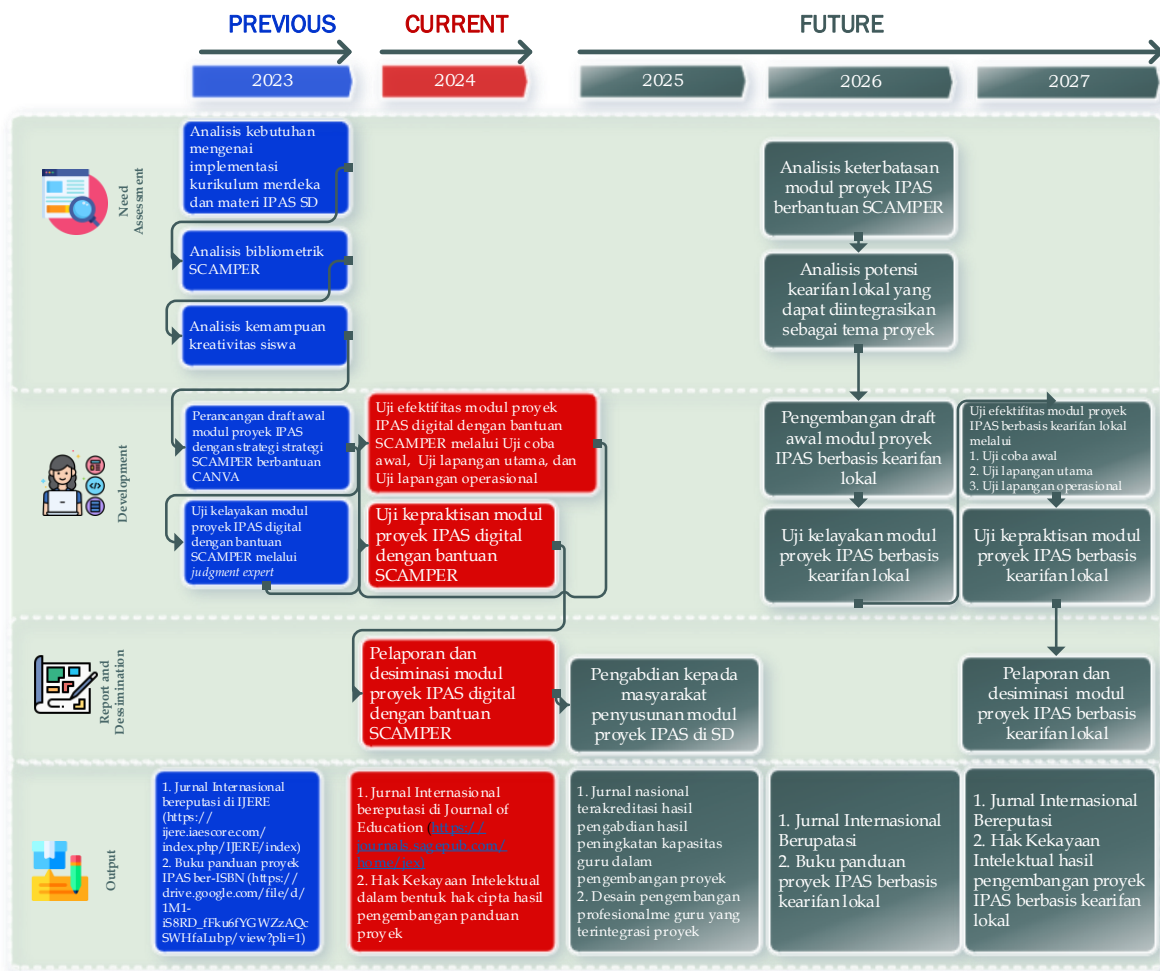 PREVIOUS
CURRENT
FUTURE
2023
2024
2025
2026
2027
Need
Assessment
Analisis kebutuhan
mengenai
implementasi
kurikulum merdeka
dan materi IPAS SD
Analisis bibliometrik
SCAMPER
Analisis kemampuan
kreativitas siswa
Analisis keterbatasan
modul proyek IPAS
berbantuan SCAMPER
Analisis potensi
kearifan lokal yang
dapat diintegrasikan
sebagai tema proyek
Development
Perancangan draft awal
modul proyek IPAS
dengan strategi strategi
SCAMPER berbantuan
CANVA
Uji kelayakan modul
proyek IPAS digital
dengan bantuan
SCAMPER melalui
judgment expert
Uji efektifitas modul proyek
IPAS digital dengan bantuan
SCAMPER melalui Uji coba
awal, Uji lapangan utama, dan
Uji lapangan operasional
Uji kepraktisan modul
proyek IPAS digital
dengan bantuan
SCAMPER
Pengembangan draft
awal modul proyek
IPAS berbasis kearifan
lokal
Uji kelayakan modul
proyek IPAS berbasis
kearifan lokal
Uji efektifitas modul proyek
IPAS berbasis kearifan lokal
melalui
1. Uji coba awal
2. Uji lapangan utama
3. Uji lapangan operasional
Uji kepraktisan modul
proyek IPAS berbasis
kearifan lokal
Report and
Dessimination
Pelaporan dan
desiminasi modul
proyek IPAS digital
dengan bantuan
SCAMPER
Pengabdian kepada
masyarakat
penyusunan modul
proyek IPAS di SD
Pelaporan dan
desiminasi modul
proyek IPAS berbasis
kearifan lokal
Output
1. Jurnal Internasional
bereputasi di IJERE
(https://
ijere.iaescore.com/
index.php/IJERE/index)
2. Buku panduan proyek
IPAS ber-ISBN (https://
drive.google.com/file/d/
1M1-
iS8RD_fFku6fYGWZzAQc
SWHfaLubp/view?pli=1)
1. Jurnal Internasional
bereputasi di Journal of
Education (https://
journals.sagepub.com/
home/jex)
2. Hak Kekayaan Intelektual
dalam bentuk hak cipta hasil
pengembangan panduan
proyek
1. Jurnal nasional
terakreditasi hasil
pengabdian hasil
peningkatan kapasitas
guru dalam
pengembangan proyek
2. Desain pengembangan
profesionalme guru yang
terintegrasi proyek
1. Jurnal Internasional
Berupatasi
2. Buku panduan
proyek IPAS berbasis
kearifan lokal
1. Jurnal Internasional
Bereputasi
2. Hak Kekayaan
Intelektual hasil
pengembangan proyek
IPAS berbasis kearifan
lokal